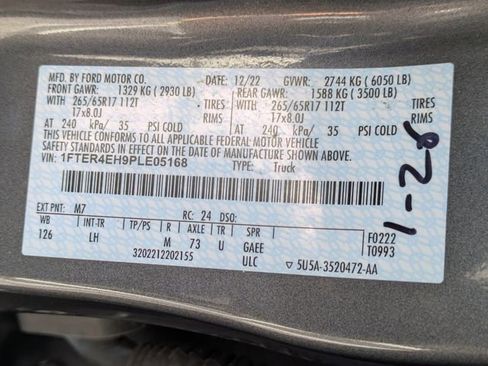 MFD. BY FORD MOTOR CO. DATE: 12/22 GVWR: 2744 KG ( 6050 LB)
FRONT GAWR: 1329 KG ( 2930 LB) REAR GAWR: 1588 KG ( 3500 LB)
WITH 265/65R17 112T TIRES WITH 265/65R17 112T TIRES
17x8.0J RIMS 17x8.0J RIMS
AT 240 kPa/ 35 PSI COLD AT 240 kPa/ 35 PSI COLD
THIS VEHICLE CONFORMS TO ALL APPLICABLE FEDERAL MOTOR VEHICLE
SAFETY STANDARDS IN EFFECT ON THE DATE OF MANUFACTURE SHOWN ABOVE.
VIN: 1FTER4EH9PLE05168 TYPE: Truck
1-28
EXT PNT: M7 RC: 24 DSO:
WB INT-TR TP/PS R AXLE TR SPR F0222
126 LH M 73 U GAEE T0993
3202212202155 ULC ▽ 5U5A-3520472-AA